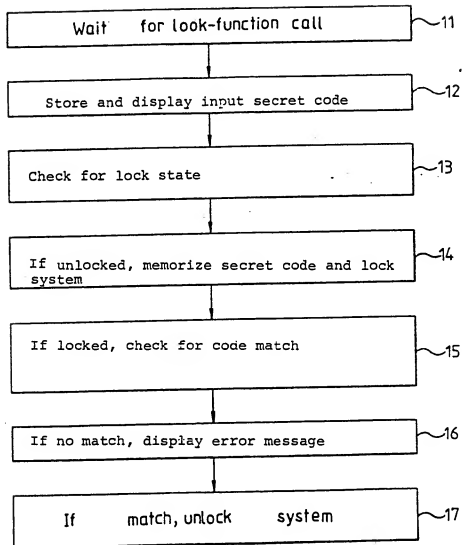 Wait for look-function call
11
Store and display input secret code
12
Check for lock state
13
If unlocked, memorize secret code and lock
system
14
If locked, check for code match
15
If no match, display error message
16
If match, unlock system
17